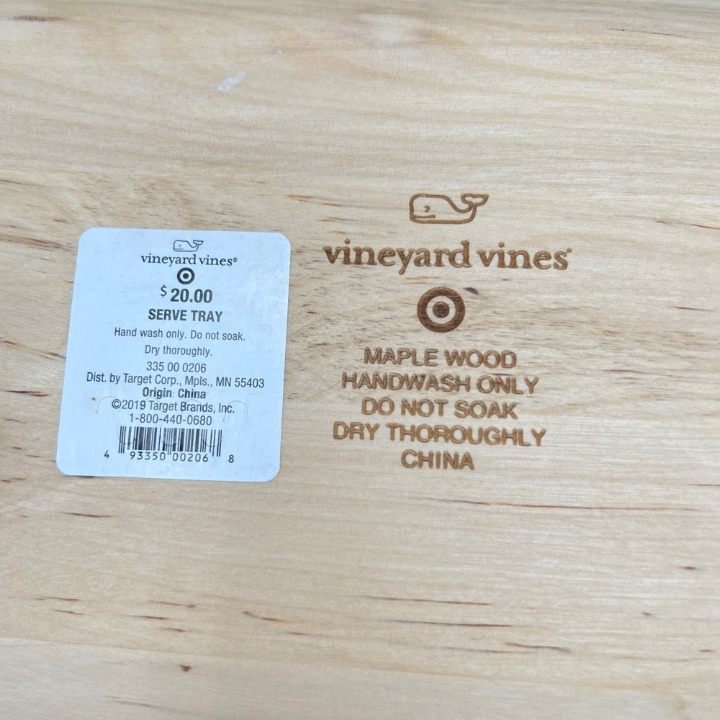 vineyard vines®
$20.00
SERVE TRAY
Hand wash only. Do not soak.
Dry thoroughly.
335 00 0206
Dist. by Target Corp., Mpls., MN 55403
Origin: China
©2019 Target Brands, Inc.
1-800-440-0680
4 93350 00206 8
vineyard vines®
MAPLE WOOD
HANDWASH ONLY
DO NOT SOAK
DRY THOROUGHLY
CHINA